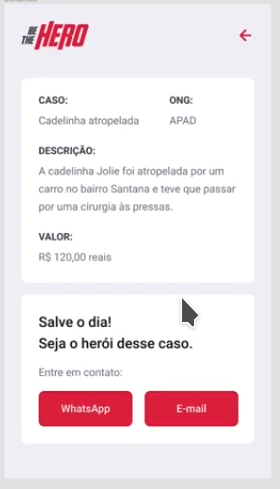 BE
THE HERO
CASO: ONG:
Cadelinha atropelada APAD
DESCRIÇÃO:
A cadelinha Jolie foi atropelada por um
carro no bairro Santana e teve que passar
por uma cirurgia às pressas.
VALOR:
R$ 120,00 reais
Salve o dia!
Seja o herói desse caso.
Entre em contato:
WhatsApp E-mail